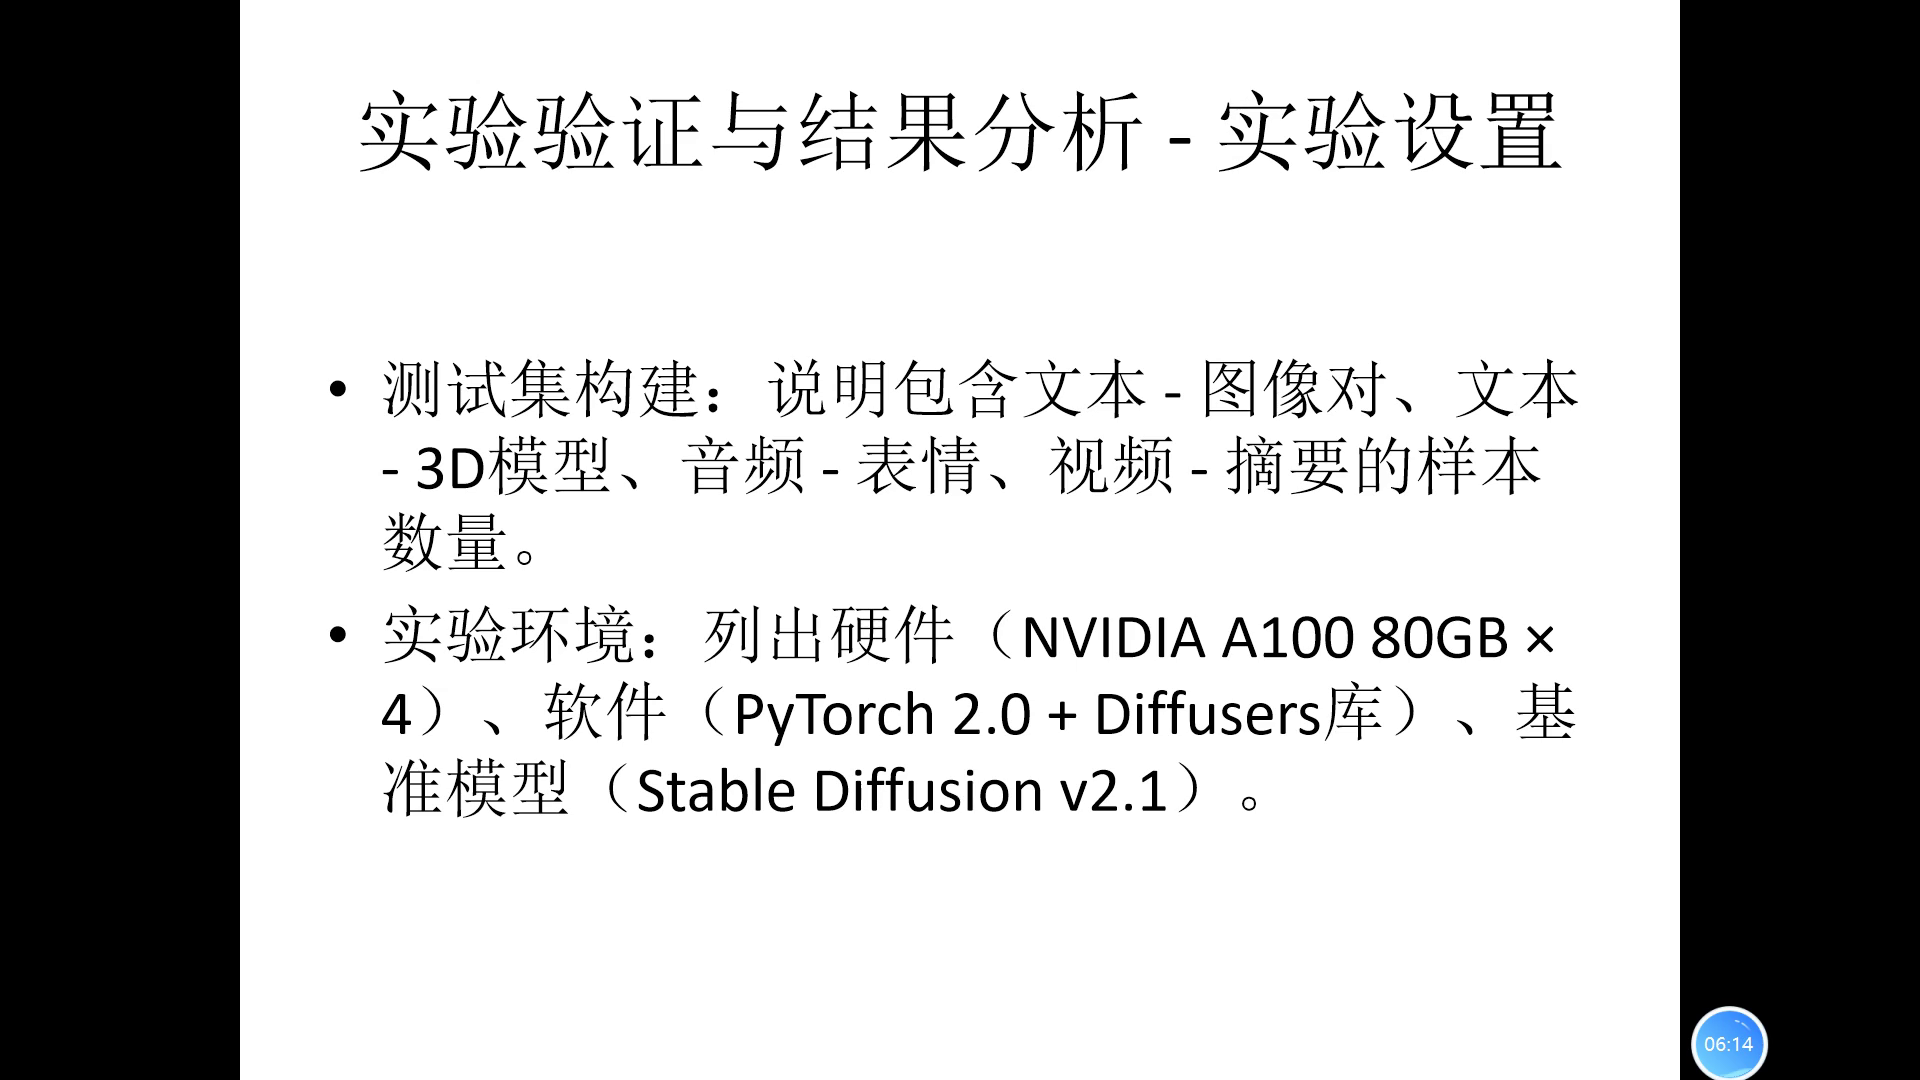 实验验证与结果分析 - 实验设置
• 测试集构建：说明包含文本 - 图像对、文本
- 3D模型、音频 - 表情、视频 - 摘要的样本
数量。
• 实验环境：列出硬件（NVIDIA A100 80GB ×
4）、软件（PyTorch 2.0 + Diffusers库）、基
准模型（Stable Diffusion v2.1）。
06:14